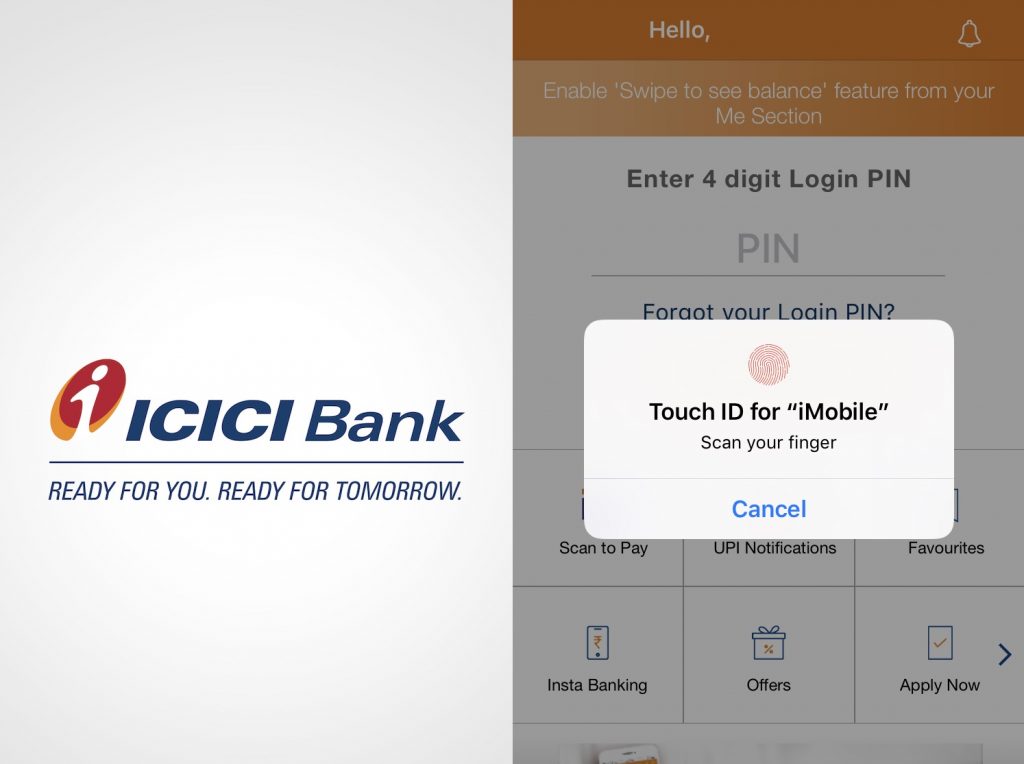 ICICI Bank
READY FOR YOU. READY FOR TOMORROW.
Hello,
Enable 'Swipe to see balance' feature from your
Me Section
Enter 4 digit Login PIN
PIN
Forgot your Login PIN?
Touch ID for “iMobile”
Scan your finger
Cancel
Scan to Pay
UPI Notifications
Favourites
Insta Banking
Offers
Apply Now